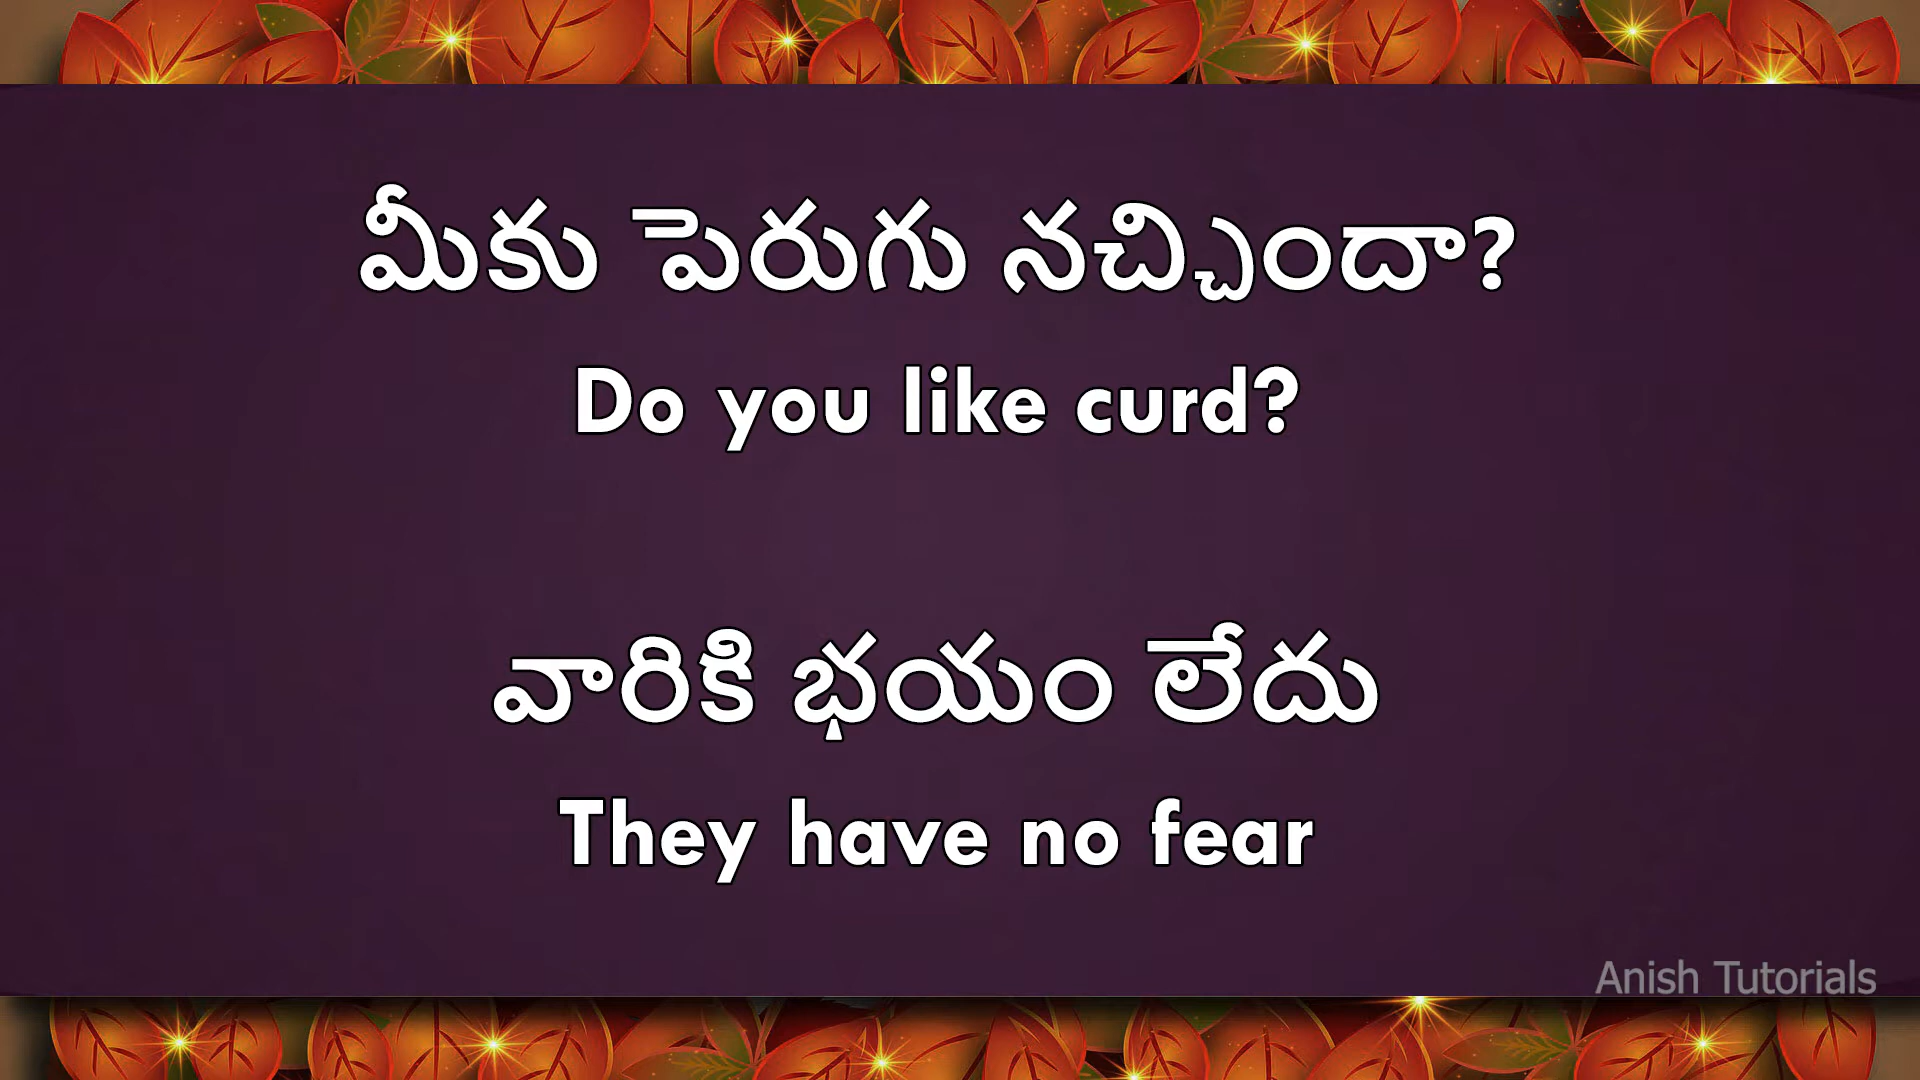 మీకు పెరుగు నచ్చిందా?
Do you like curd?
వారికి భయం లేదు
They have no fear
Anish Tutorials